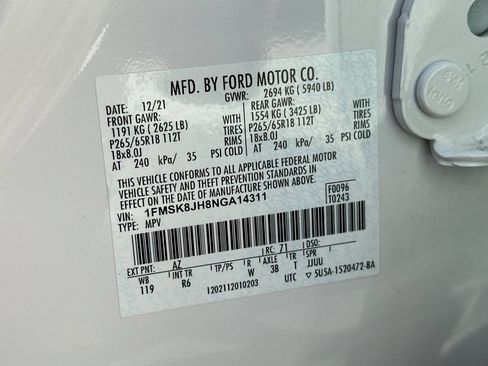 MFD. BY FORD MOTOR CO.
DATE: 12/21 GVWR: 2694 KG ( 5940 LB)
FRONT GAWR: REAR GAWR:
1191 KG ( 2625 LB) WITH 1554 KG ( 3425 LB) WITH
P265/65R18 112T TIRES P265/65R18 112T TIRES
18x8.0J RIMS 18x8.0J RIMS
AT 240 kPa/ 35 PSI COLD AT 240 kPa/ 35 PSI COLD
THIS VEHICLE CONFORMS TO ALL APPLICABLE FEDERAL MOTOR
VEHICLE SAFETY AND THEFT PREVENTION STANDARDS IN
EFFECT ON THE DATE OF MANUFACTURE SHOWN ABOVE.
VIN: 1FMSK8JH8NGA14311 F0096
TYPE: MPV T0243
EXT PNT: AZ RC: 71 DSO:
WB INT TR TP/PS R AXLE TR SPR
119 R6 W 3B T JJUU
1202112010203 UTC 5U5A-1520472-BA